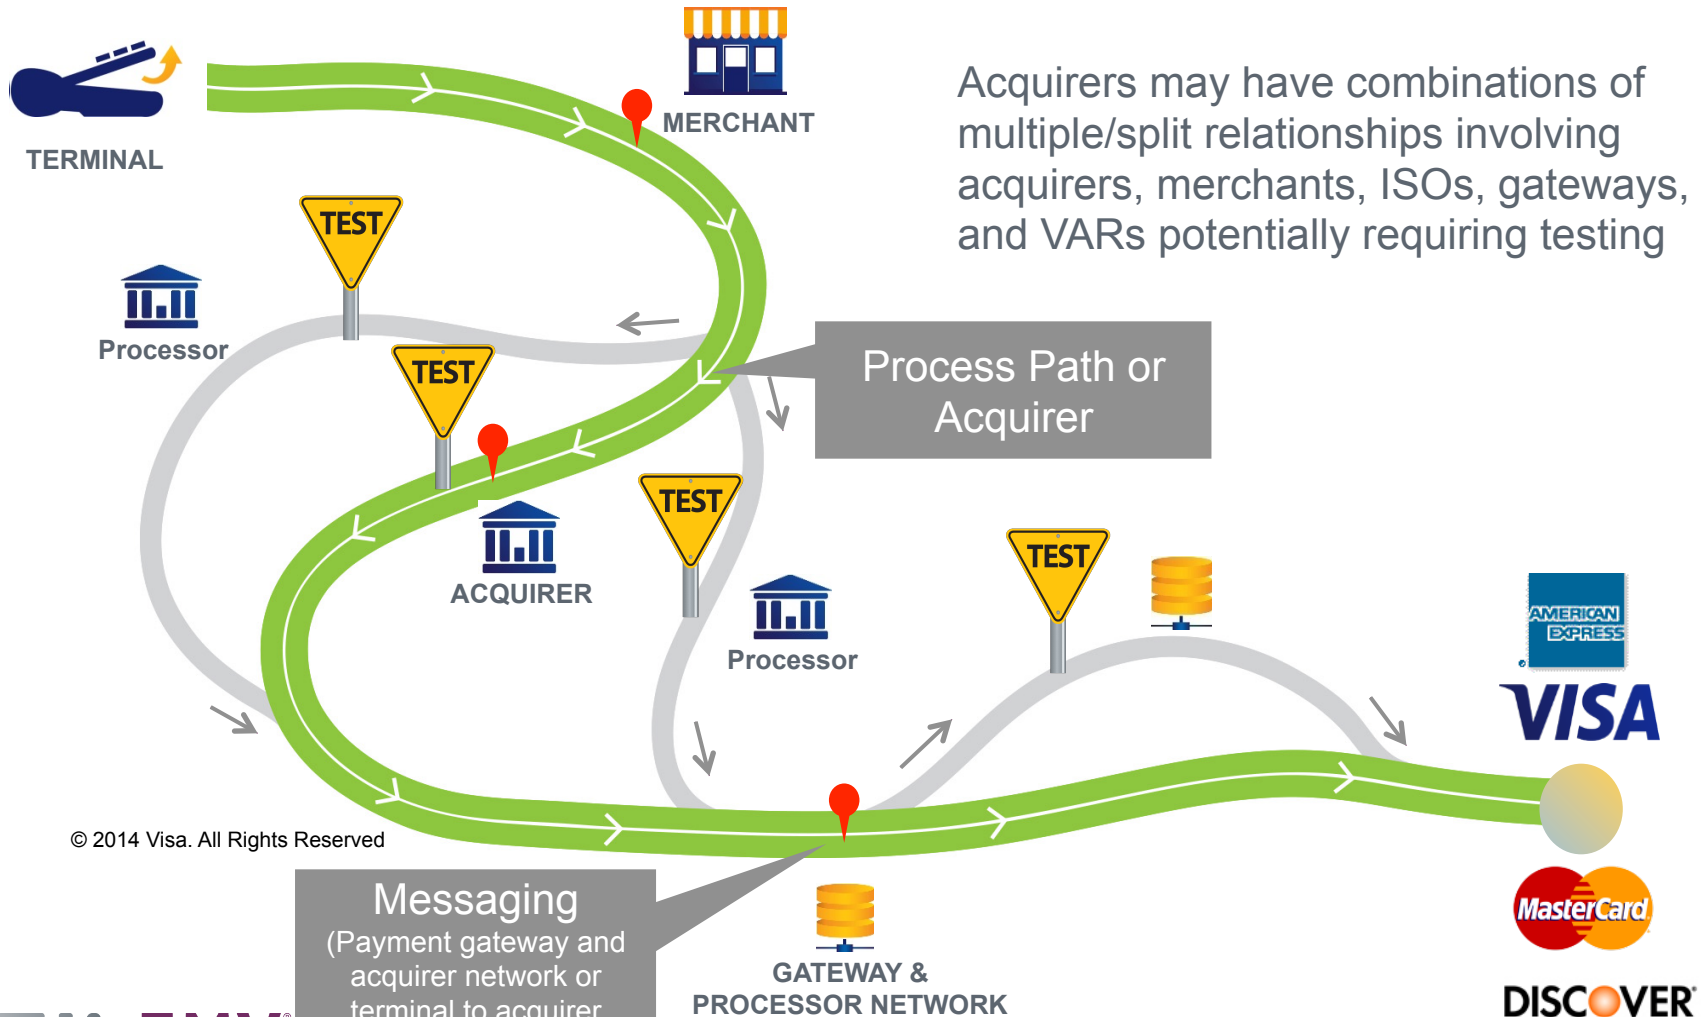 TERMINAL
MERCHANT
Acquirers may have combinations of
multiple/split relationships involving
acquirers, merchants, ISOs, gateways,
and VARs potentially requiring testing
TEST
Processor
TEST
Process Path or
Acquirer
TEST
ACQUIRER
Processor
TEST
AMERICAN
EXPRESS
VISA
© 2014 Visa. All Rights Reserved
Messaging
(Payment gateway and
acquirer network or
terminal to acquirer
GATEWAY &
PROCESSOR NETWORK
MasterCard
DISCOVER